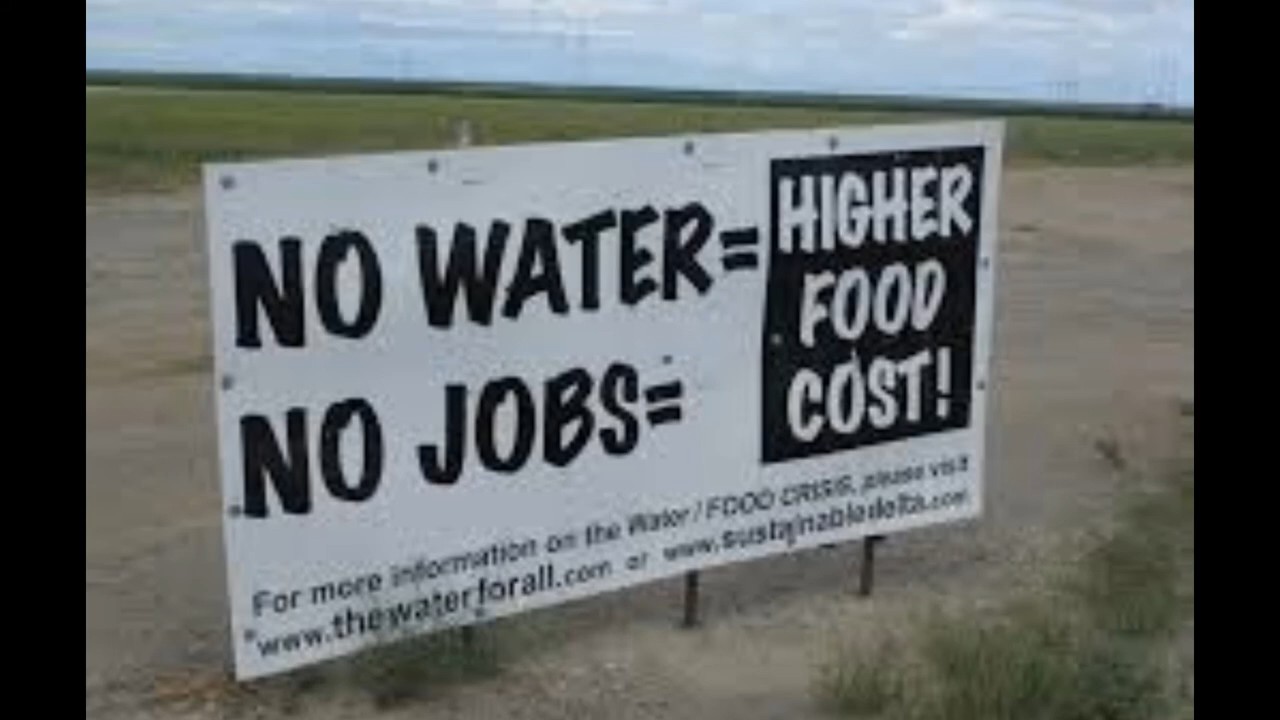 NO WATER=
NO JOBS=
HIGHER
FOOD
COST!
For more information on the Water / FOOD CRISIS, please visit
www.thewaterforall.com or www.sustainabledelta.com